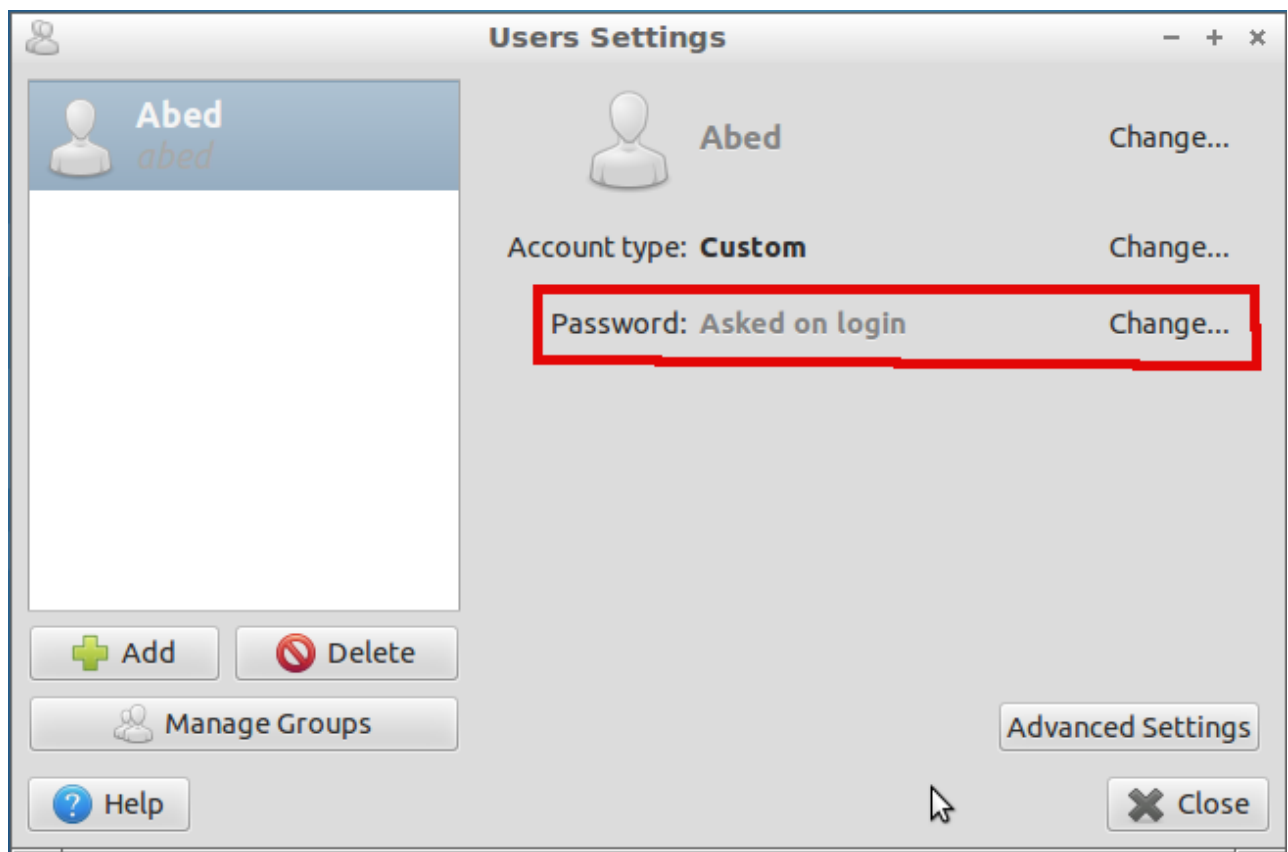 Users Settings
Abed
abed
Abed Change...
Account type: Custom Change...
Password: Asked on login Change...
Add Delete
Manage Groups
Advanced Settings
Help
Close